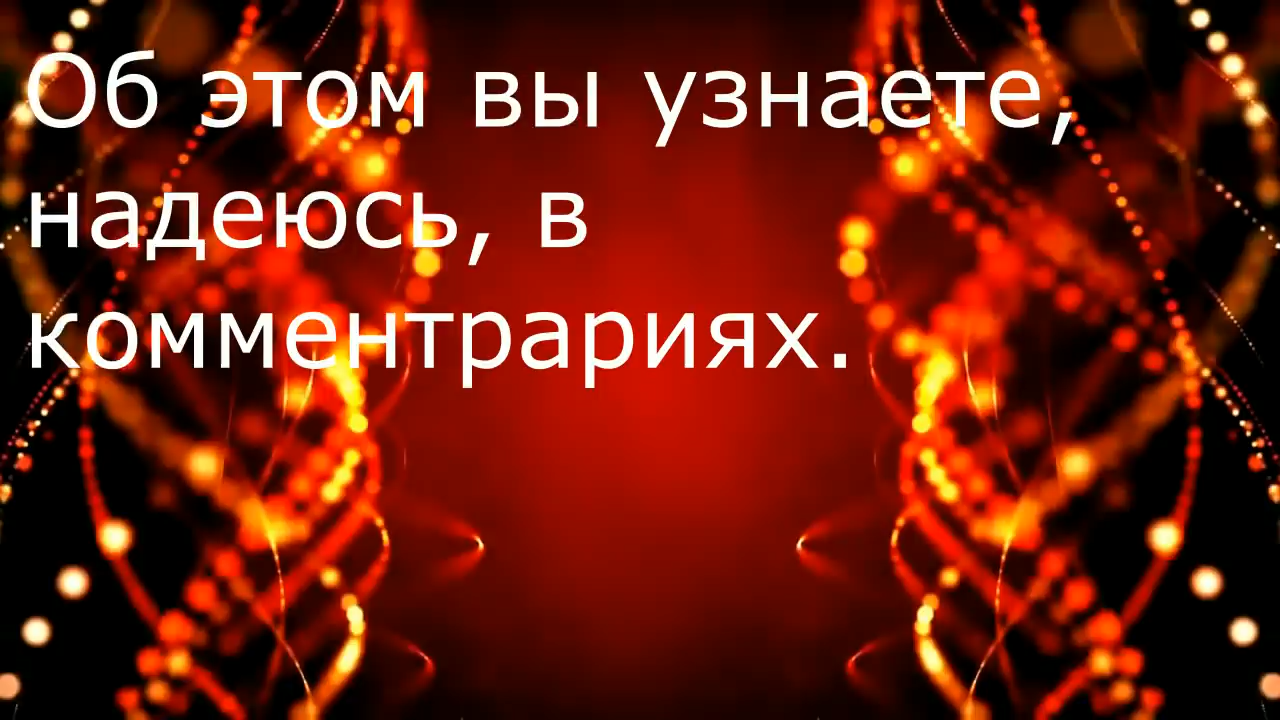 Об этом вы узнаете,
надеюсь, в
комментрариях.